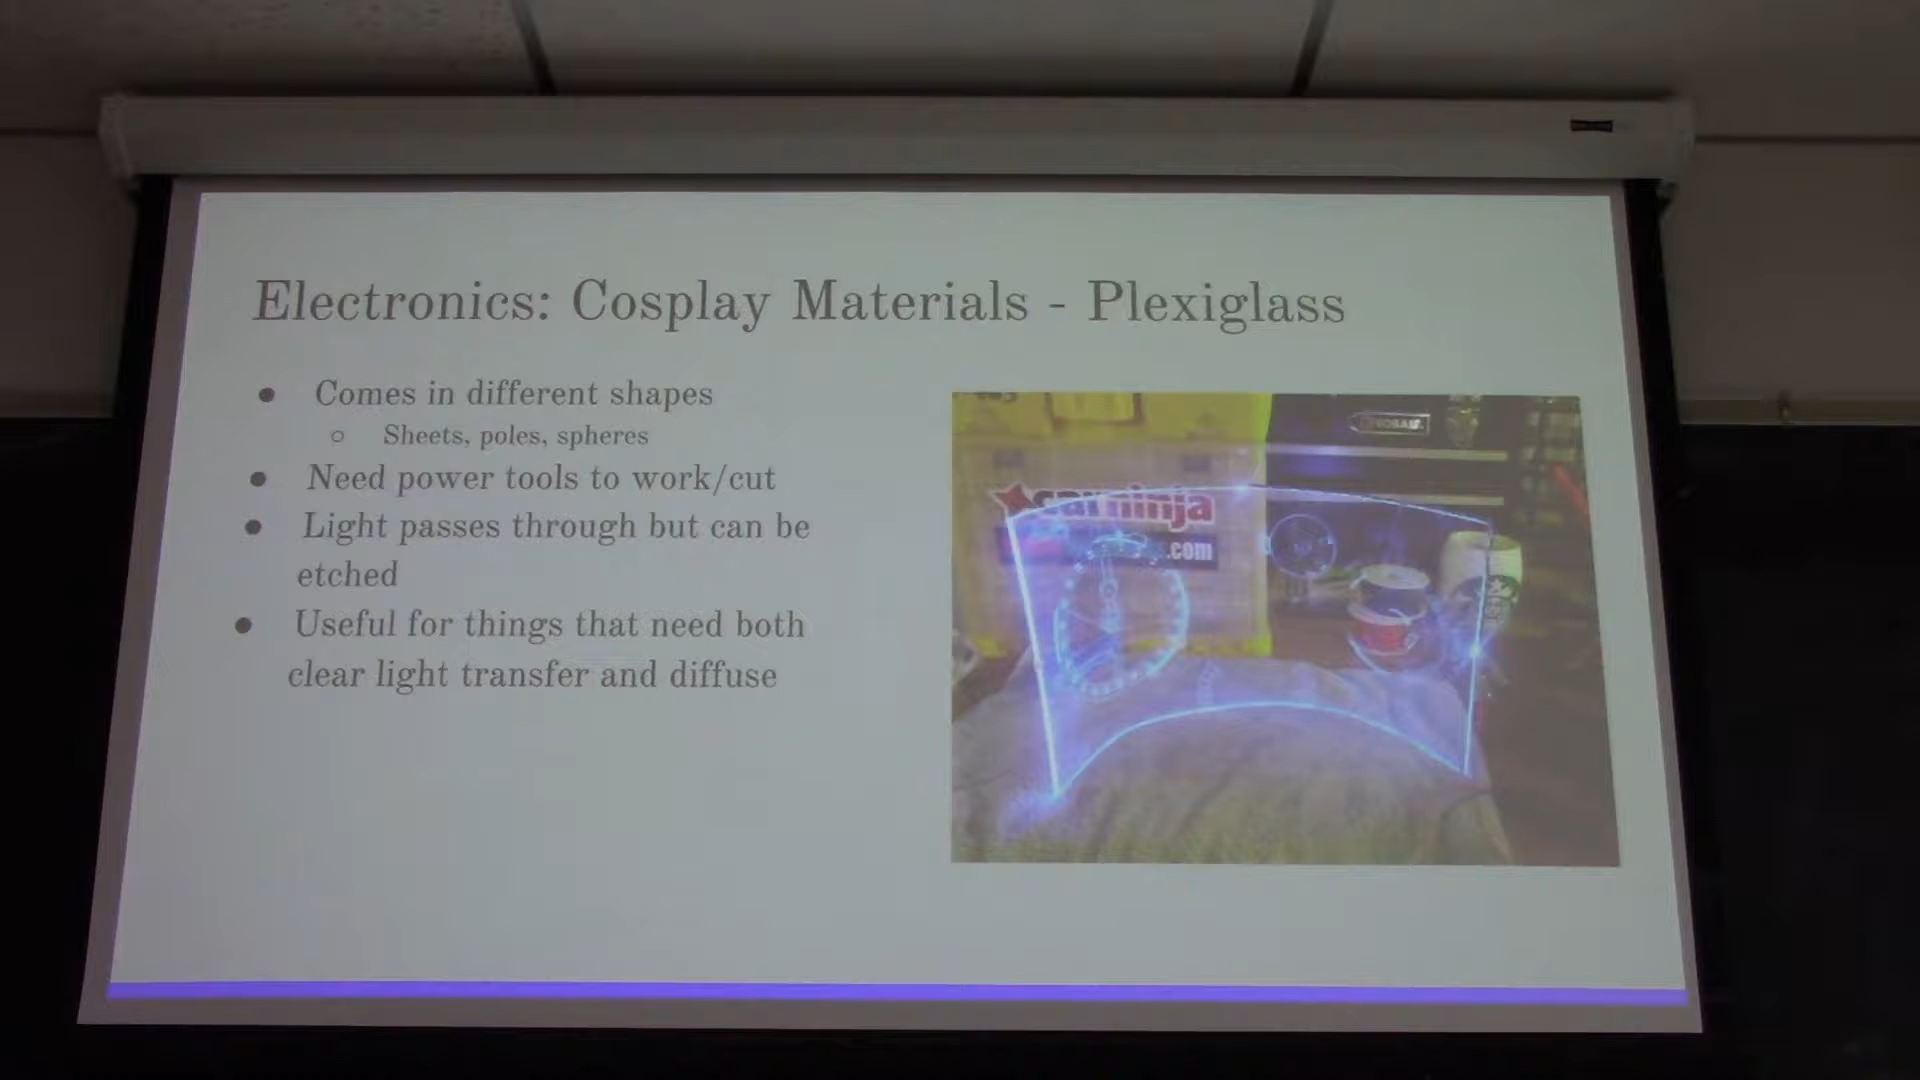 Electronics: Cosplay Materials - Plexiglass
● Comes in different shapes
○ Sheets, poles, spheres
● Need power tools to work/cut
● Light passes through but can be
etched
● Useful for things that need both
clear light transfer and diffuse
carninja
.com